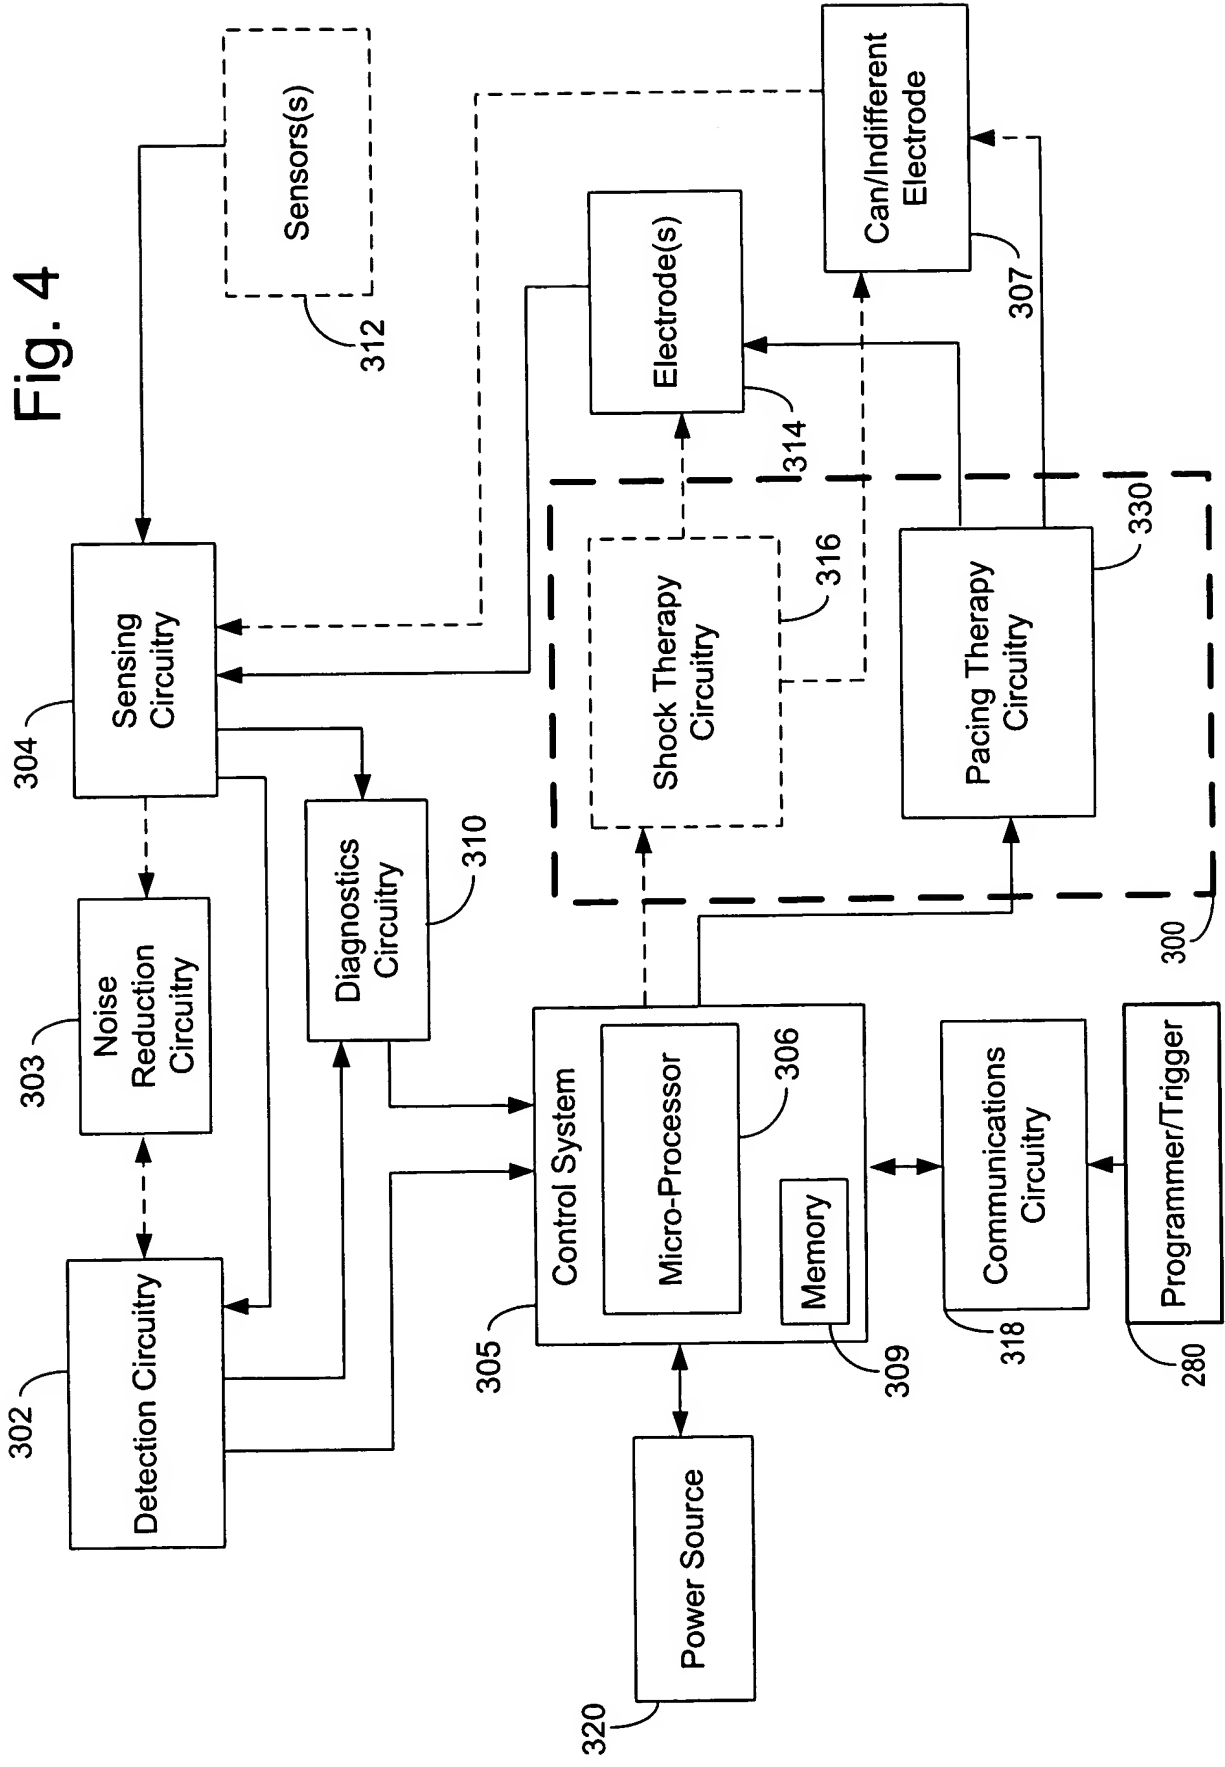 Fig. 4
302
Detection Circuitry
303
Noise
Reduction
Circuitry
304
Sensing
Circuitry
312
Sensors(s)
310
Diagnostics
Circuitry
305
Control System
Micro-Processor
306
Memory
309
320
Power Source
Shock Therapy
Circuitry
316
Electrode(s)
314
Can/Indifferent
Electrode
307
Pacing Therapy
Circuitry
330
300
Communications
Circuitry
318
Programmer/Trigger
280